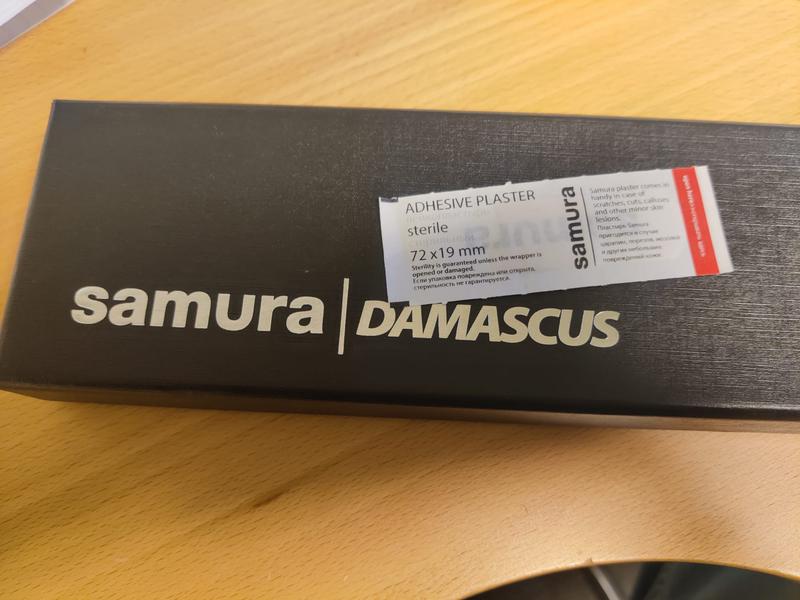 ADHESIVE PLASTER
sterile
72 x 19 mm
Sterility is guaranteed unless the wrapper is
opened or damaged.
Если упаковка повреждена или открыта,
стерильность не гарантируется.
samura
Samura plaster comes in
handy in case of
scratches, cuts, calluses
and other minor skin
lesions.
Пластырь Samura
пригодится в случае
царапин, порезов, мозолей
и других небольших
повреждений кожи.
samura | DAMASCUS